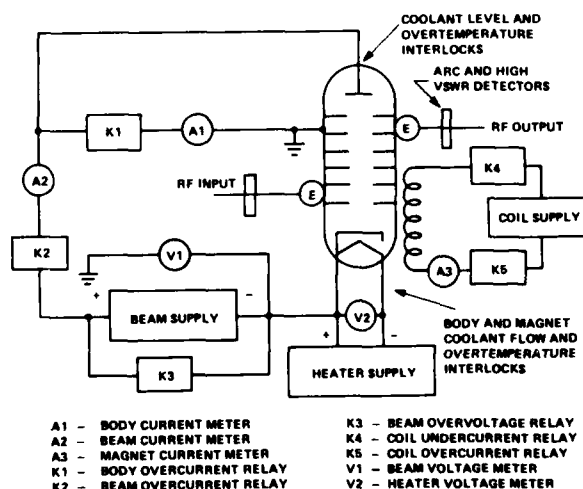 COOLANT LEVEL AND
OVERTEMPERATURE
INTERLOCKS
ARC AND HIGH
VSWR DETECTORS
K1
A1
E
RF OUTPUT
A2
RF INPUT
E
K4
COIL SUPPLY
K2
V1
A3
K5
+
BEAM SUPPLY
-
V2
+
-
K3
HEATER SUPPLY
BODY AND MAGNET
COOLANT FLOW AND
OVERTEMPERATURE
INTERLOCKS
A1 - BODY CURRENT METER
A2 - BEAM CURRENT METER
A3 - MAGNET CURRENT METER
K1 - BODY OVERCURRENT RELAY
K2 - BEAM OVERCURRENT RELAY
K3 - BEAM OVERVOLTAGE RELAY
K4 - COIL UNDERCURRENT RELAY
K5 - COIL OVERCURRENT RELAY
V1 - BEAM VOLTAGE METER
V2 - HEATER VOLTAGE METER